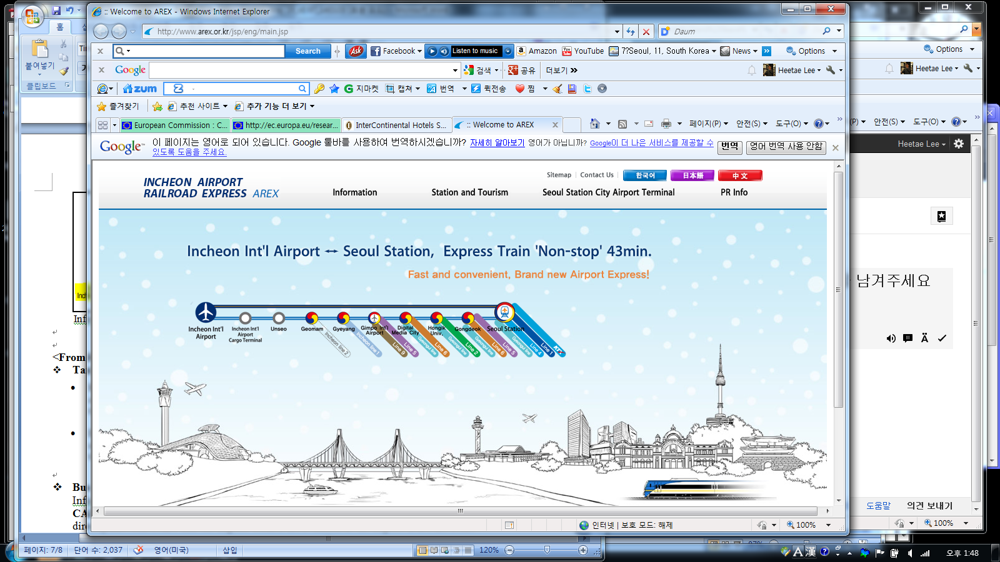 :: Welcome to AREX - Windows Internet Explorer
http://www.arex.or.kr/jsp/eng/main.jsp
Daum
Search
Ask
Facebook
Listen to music
Amazon
YouTube
7?Seoul, 11, South Korea
News
Options
Google
검색
공유
더보기
Heetae Lee
zum
지마켓
캡쳐
번역
퀵전송
찜
즐겨찾기
추천 사이트
추가 기능 더 보기
European Commission : C...
http://ec.europa.eu/resear...
InterContinental Hotels S...
:: Welcome to AREX
페이지(P)
안전(S)
도구(O)
Google™
이 페이지는 영어로 되어 있습니다. Google 툴바를 사용하여 번역하시겠습니까? 자세히 알아보기 영어가 아닙니까? Google이 더 나은 서비스를 제공할 수
있도록 도움을 주세요.
번역
영어 번역 사용 안함
Sitemap
Contact Us
한국어
日本語
中文
INCHEON AIRPORT
RAILROAD EXPRESS AREX
Information
Station and Tourism
Seoul Station City Airport Terminal
PR Info
Incheon Int'l Airport ↔ Seoul Station, Express Train 'Non-stop' 43min.
Fast and convenient, Brand new Airport Express!
Incheon Int'l
Airport
Incheon Int'l
Airport
Cargo Terminal
Unseo
Geomam
Gyeyang
Gimpo Int'l
Airport
Digital
Media City
Hongik
Univ.
Gongdeok
Seoul Station
Incheon line 2
Incheon line 1
Line 9
Line 5
Gyeongui line
Line 6
Gyeongui line
Line 2
Gyeongui line
Line 6
Line 5
Gyeongui line
Line 4
Line 1
KTX
인터넷 | 보호 모드: 해제
100%
홈
붙여넣기
클립보드
Tin
가
Inc
Inf
<From
Ta
Bu
Inf
CA
dire
페이지: 7/8
단어 수: 2,037
영어(미국)
삽입
120%
Options
Heetae Lee
(P)
안전(S)
도구(O)
Heetae Lee
남겨주세요
Ä
도움말
의견 보내기
100%
97%
A
漢
오후 1:48